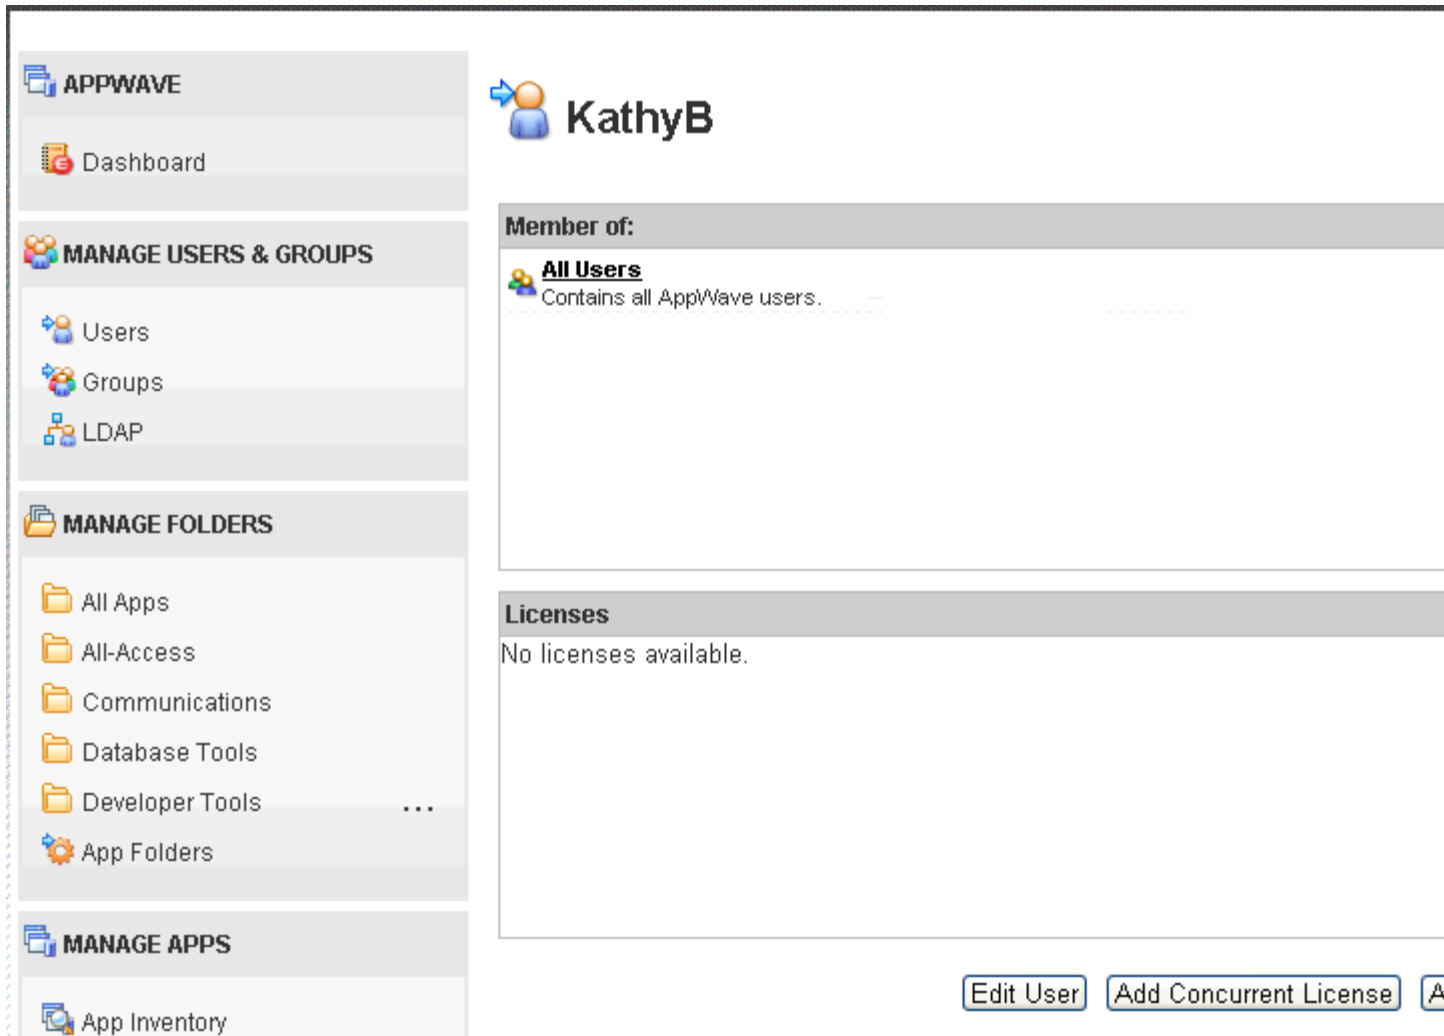 APPWAVE
Dashboard
MANAGE USERS & GROUPS
Users
Groups
LDAP
MANAGE FOLDERS
All Apps
All-Access
Communications
Database Tools
Developer Tools ...
App Folders
MANAGE APPS
App Inventory
KathyB
Member of:
All Users
Contains all AppWave users.
Licenses
No licenses available.
Edit User
Add Concurrent License